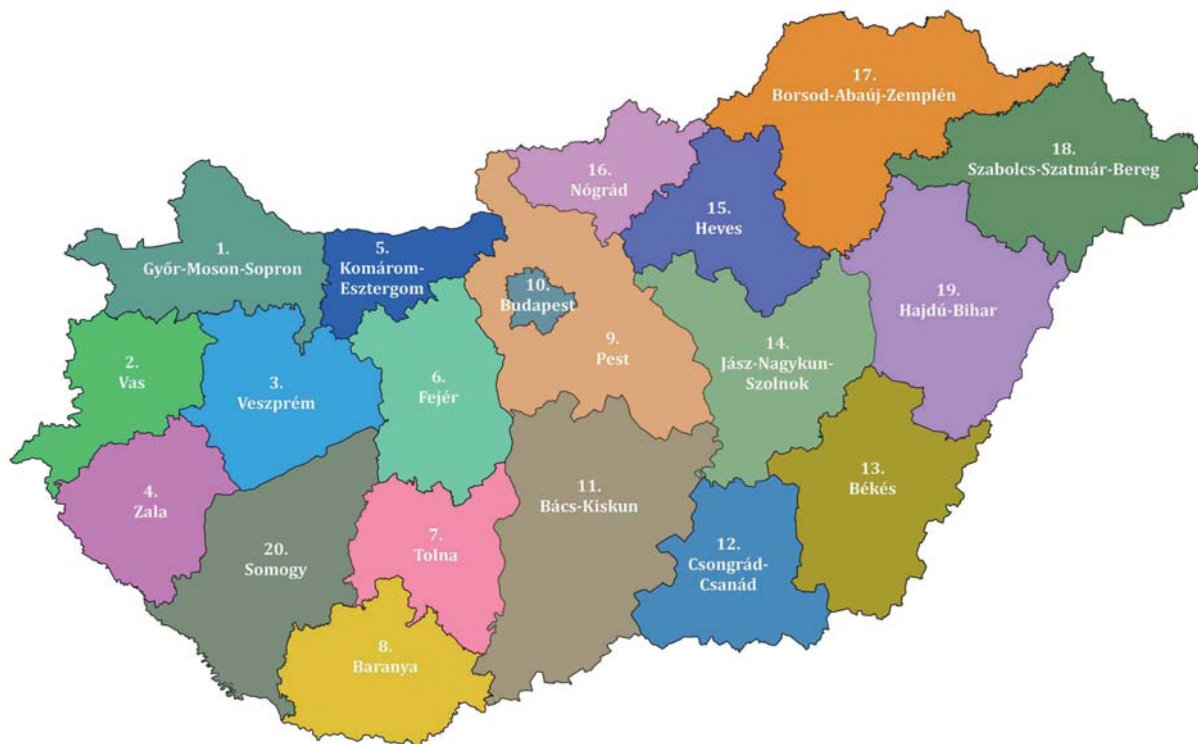 1.
Győr-Moson-Sopron
2.
Vas
3.
Veszprém
4.
Zala
5.
Komárom-
Esztergom
6.
Fejér
7.
Tolna
8.
Baranya
9.
Pest
10.
Budapest
11.
Bács-Kiskun
12.
Csongrád-
Csanád
13.
Békés
14.
Jász-Nagykun-
Szolnok
15.
Heves
16.
Nógrád
17.
Borsod-Abaúj-Zemplén
18.
Szabolcs-Szatmár-Bereg
19.
Hajdú-Bihar
20.
Somogy